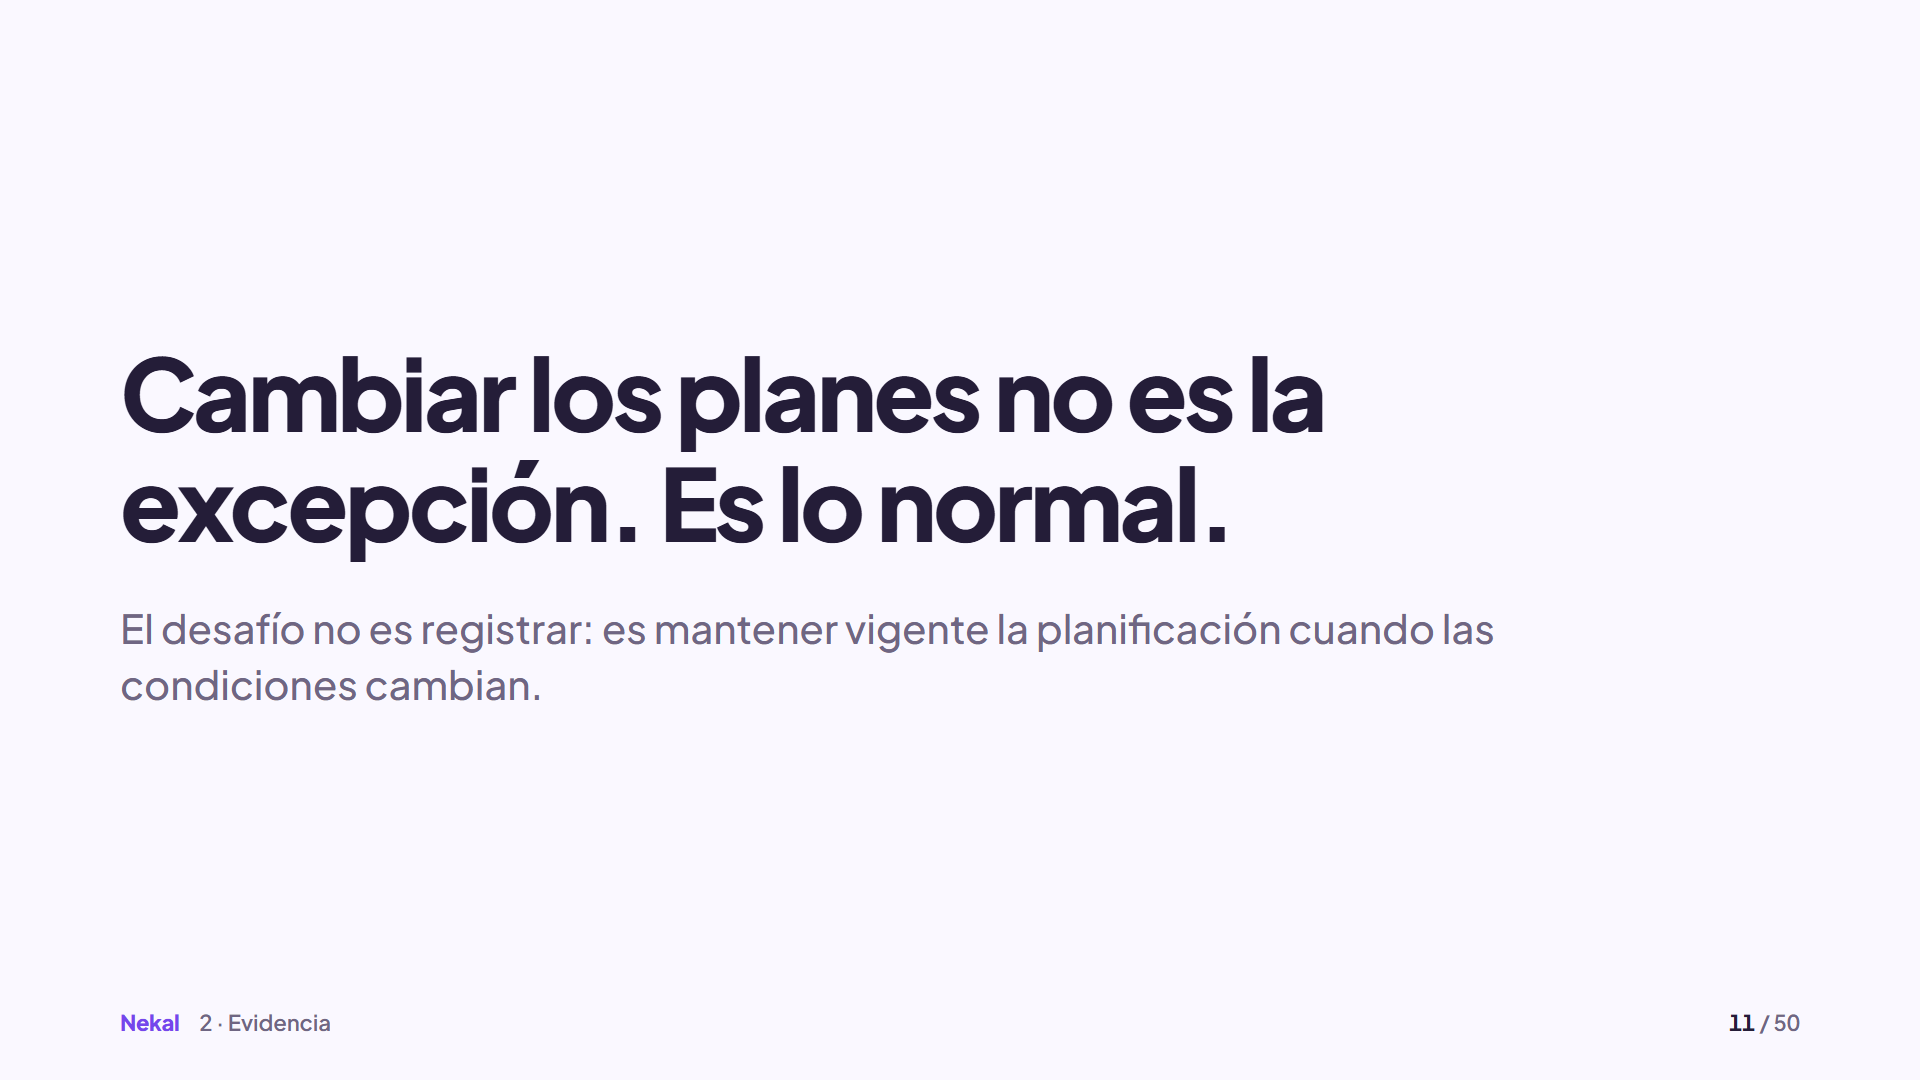 Cambiar los planes no es la
excepción. Es lo normal.
El desafío no es registrar: es mantener vigente la planificación cuando las
condiciones cambian.
Nekal 2 · Evidencia
11 / 50